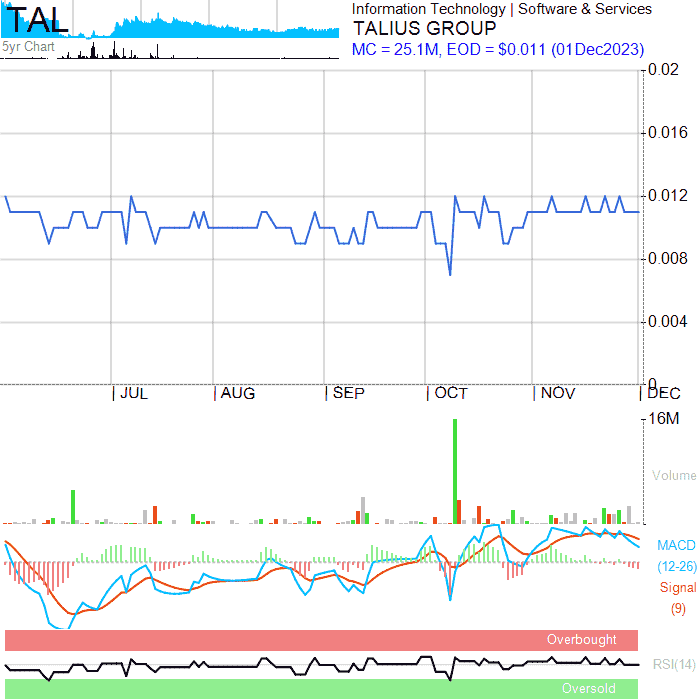 TAL
5yr Chart
Information Technology | Software & Services
TALIUS GROUP
MC = 25.1M, EOD = $0.011 (01Dec2023)
0.02
0.016
0.012
0.008
0.004
0
| JUL | AUG | SEP | OCT | NOV | DEC
16M
Volume
MACD
(12-26)
Signal
(9)
Overbought
RSI(14)
Oversold